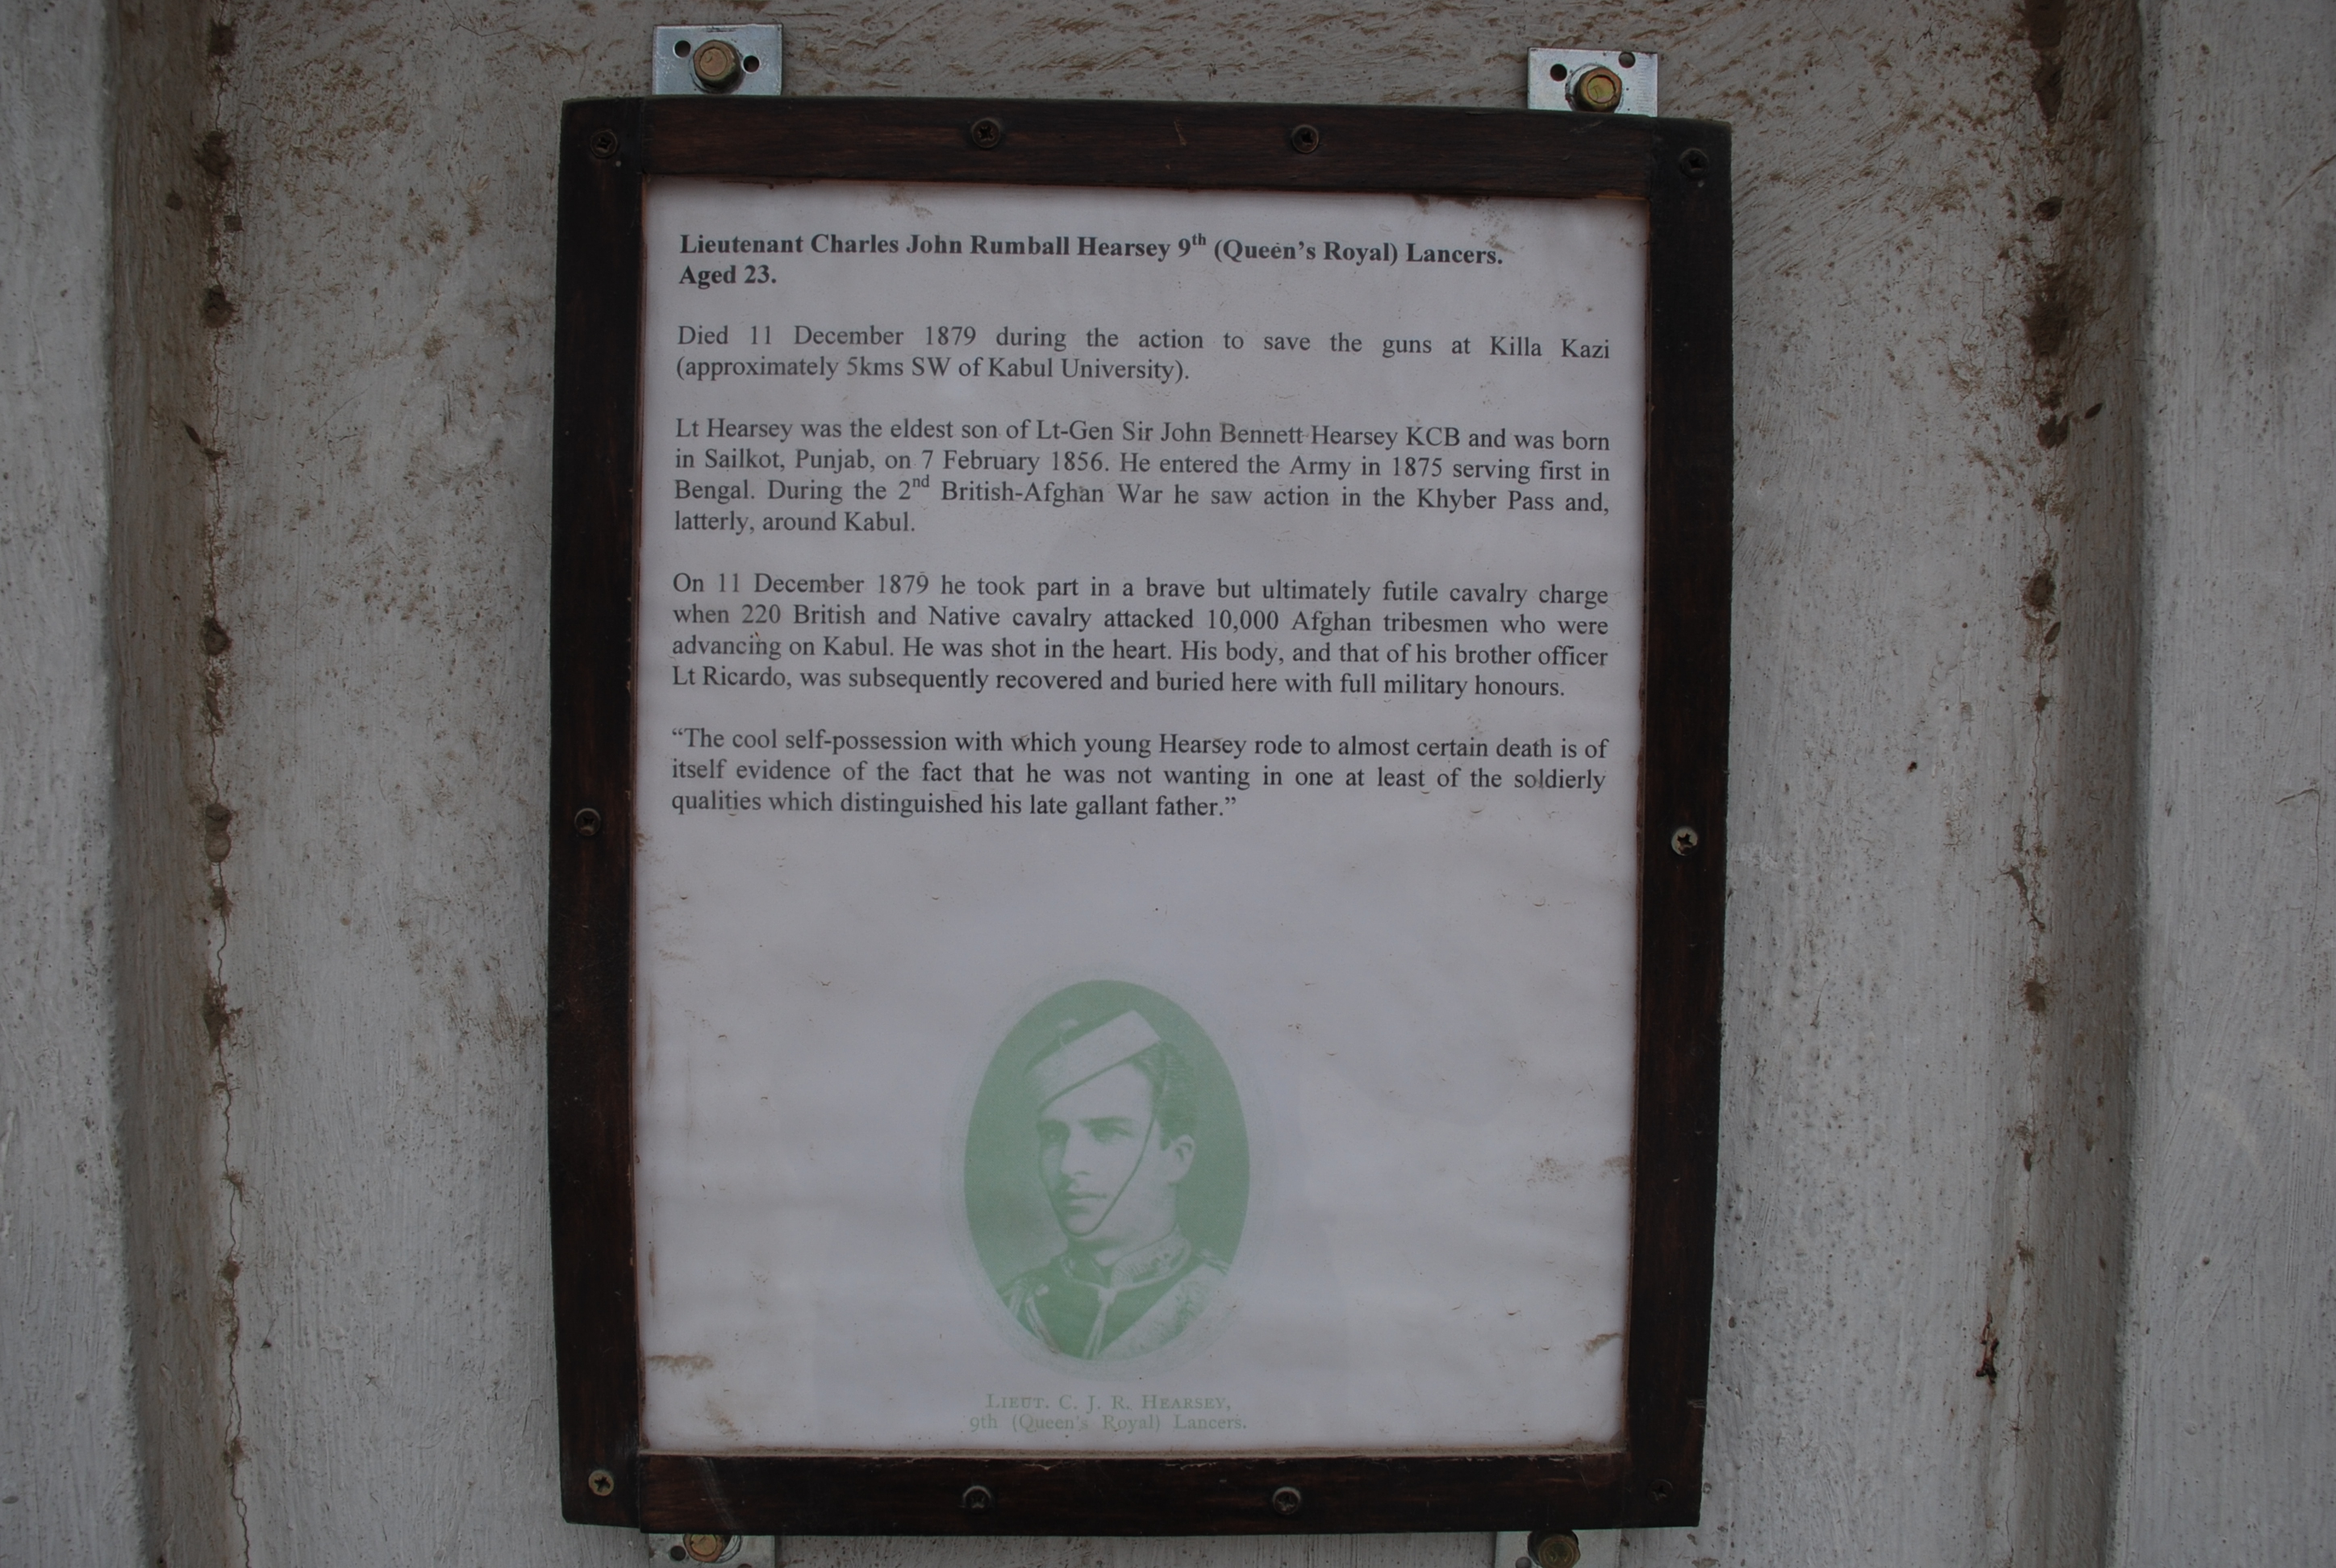 Lieutenant Charles John Rumball Hearsey 9th (Queen's Royal) Lancers.
Aged 23.
Died 11 December 1879 during the action to save the guns at Killa Kazi
(approximately 5kms SW of Kabul University).
Lt Hearsey was the eldest son of Lt-Gen Sir John Bennett Hearsey KCB and was born
in Sailkot, Punjab, on 7 February 1856. He entered the Army in 1875 serving first in
Bengal. During the 2nd British-Afghan War he saw action in the Khyber Pass and,
latterly, around Kabul.
On 11 December 1879 he took part in a brave but ultimately futile cavalry charge
when 220 British and Native cavalry attacked 10,000 Afghan tribesmen who were
advancing on Kabul. He was shot in the heart. His body, and that of his brother officer
Lt Ricardo, was subsequently recovered and buried here with full military honours.
“The cool self-possession with which young Hearsey rode to almost certain death is of
itself evidence of the fact that he was not wanting in one at least of the soldierly
qualities which distinguished his late gallant father.”
LIEUT. C. J. R. HEARSEY,
9th (Queen's Royal) Lancers.